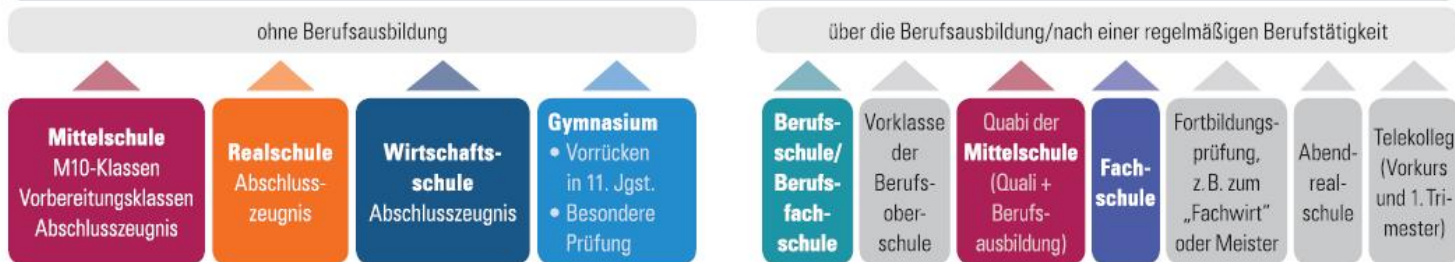 ohne Berufsausbildung
über die Berufsausbildung/nach einer regelmäßigen Berufstätigkeit
Mittelschule
M10-Klassen
Vorbereitungsklassen
Abschlusszeugnis
Realschule
Abschluss-
zeugnis
Wirtschafts-
schule
Abschlusszeugnis
Gymnasium
• Vorrücken
in 11. Jgst.
• Besondere
Prüfung
Berufs-
schule/
Berufs-
fach-
schule
Vorklasse
der
Berufs-
ober-
schule
Quabi der
Mittelschule
(Quali +
Berufs-
ausbildung)
Fach-
schule
Fortbildungs-
prüfung,
z. B. zum
„Fachwirt"
oder Meister
Abend-
real-
schule
Telekolleg
(Vorkurs
und 1. Tri-
mester)